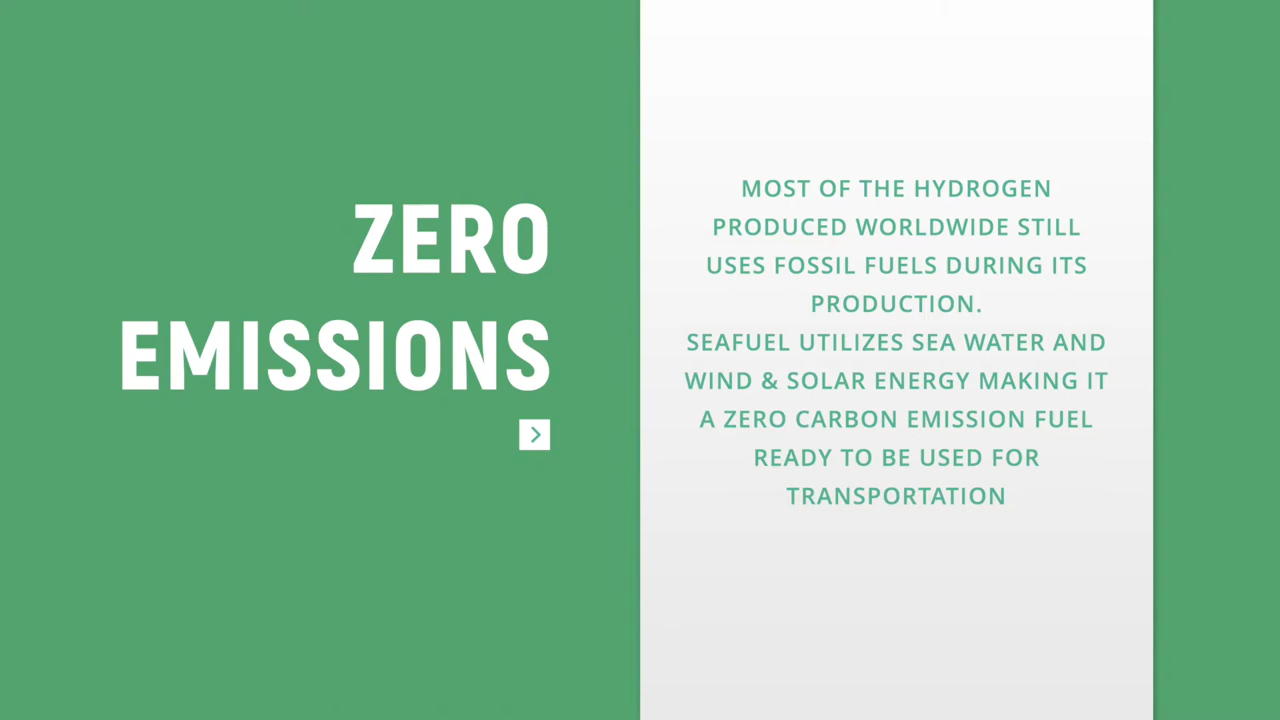 ZERO
EMISSIONS
MOST OF THE HYDROGEN
PRODUCED WORLDWIDE STILL
USES FOSSIL FUELS DURING ITS
PRODUCTION.
SEAFUEL UTILIZES SEA WATER AND
WIND & SOLAR ENERGY MAKING IT
A ZERO CARBON EMISSION FUEL
READY TO BE USED FOR
TRANSPORTATION